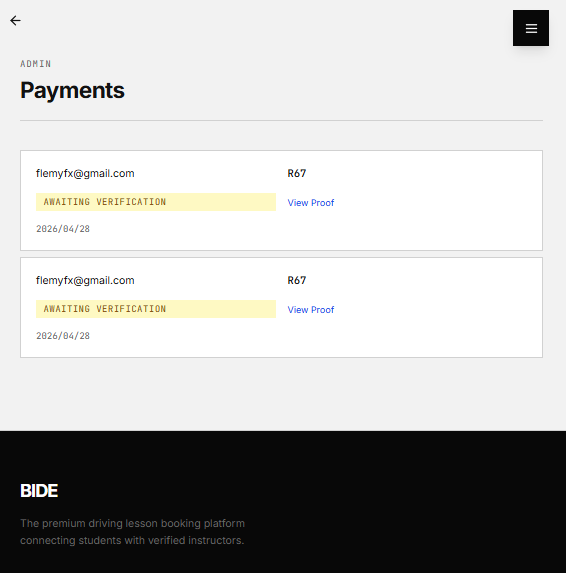 ADMIN
Payments
flemyfx@gmail.com R67
AWAITING VERIFICATION View Proof
2026/04/28
flemyfx@gmail.com R67
AWAITING VERIFICATION View Proof
2026/04/28
BIDE
The premium driving lesson booking platform
connecting students with verified instructors.